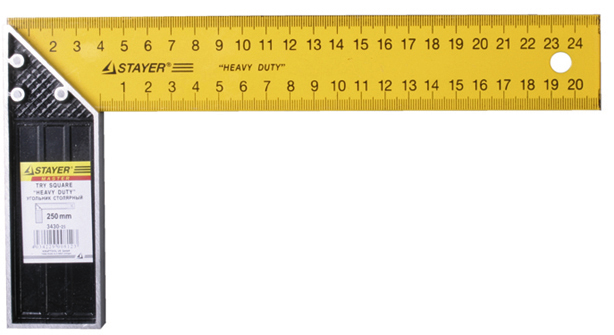 2 3 4 5 6 7 8 9 10 11 12 13 14 15 16 17 18 19 20 21 22 23 24
STAYER® "HEAVY DUTY"
1 2 3 4 5 6 7 8 9 10 11 12 13 14 15 16 17 18 19 20
STAYER
MASTER
TRY SQUARE
"HEAVY DUTY"
УГОЛЬНИК СТОЛЯРНЫЙ
250 mm